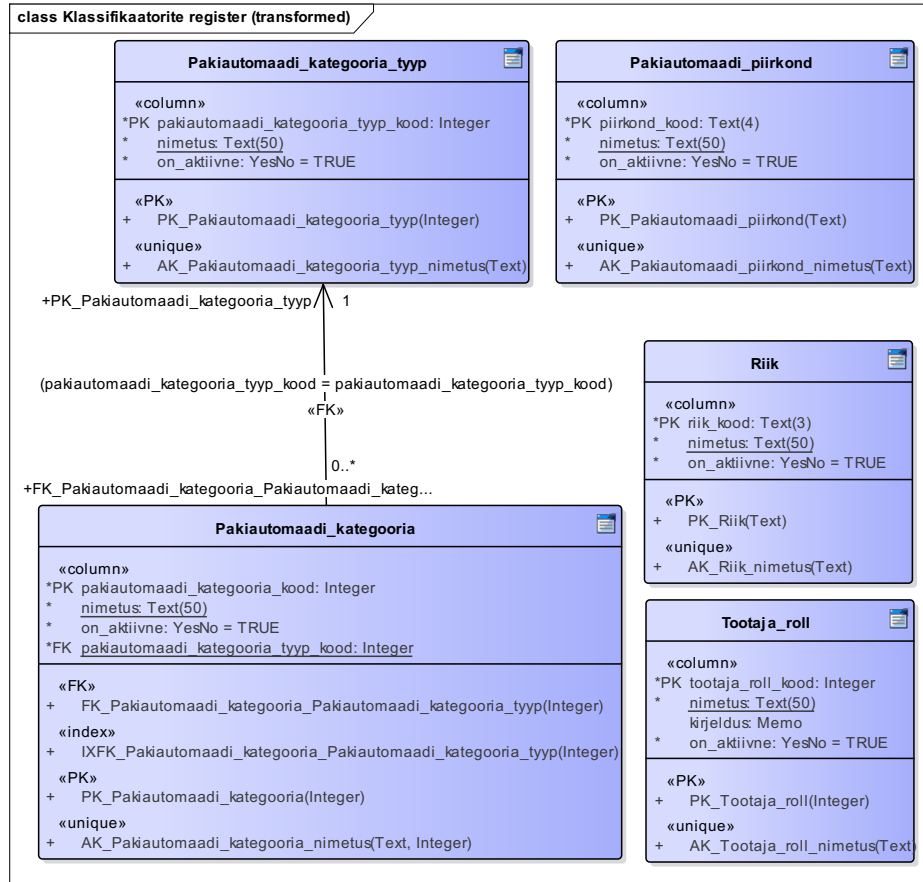 class Klassifikaatorite register (transformed)
Pakiautomaadi_kategooria_tyyp
«column»
*PK pakiautomaadi_kategooria_tyyp_kood: Integer
* nimetus: Text(50)
* on_aktiivne: YesNo = TRUE
«PK»
+ PK_Pakiautomaadi_kategooria_tyyp(Integer)
«unique»
+ AK_Pakiautomaadi_kategooria_tyyp_nimetus(Text)
Pakiautomaadi_piirkond
«column»
*PK piirkond_kood: Text(4)
* nimetus: Text(50)
* on_aktiivne: YesNo = TRUE
«PK»
+ PK_Pakiautomaadi_piirkond(Text)
«unique»
+ AK_Pakiautomaadi_piirkond_nimetus(Text)
+PK_Pakiautomaadi_kategooria_tyyp 1
(pakiautomaadi_kategooria_tyyp_kood = pakiautomaadi_kategooria_tyyp_kood)
«FK»
0..*
+FK_Pakiautomaadi_kategooria_Pakiautomaadi_kateg...
Riik
«column»
*PK riik_kood: Text(3)
* nimetus: Text(50)
* on_aktiivne: YesNo = TRUE
«PK»
+ PK_Riik(Text)
«unique»
+ AK_Riik_nimetus(Text)
Pakiautomaadi_kategooria
«column»
*PK pakiautomaadi_kategooria_kood: Integer
* nimetus: Text(50)
* on_aktiivne: YesNo = TRUE
*FK pakiautomaadi_kategooria_tyyp_kood: Integer
«FK»
+ FK_Pakiautomaadi_kategooria_Pakiautomaadi_kategooria_tyyp(Integer)
«index»
+ IXFK_Pakiautomaadi_kategooria_Pakiautomaadi_kategooria_tyyp(Integer)
«PK»
+ PK_Pakiautomaadi_kategooria(Integer)
«unique»
+ AK_Pakiautomaadi_kategooria_nimetus(Text, Integer)
Tootaja_roll
«column»
*PK tootaja_roll_kood: Integer
* nimetus: Text(50)
kirjeldus: Memo
* on_aktiivne: YesNo = TRUE
«PK»
+ PK_Tootaja_roll(Integer)
«unique»
+ AK_Tootaja_roll_nimetus(Text)